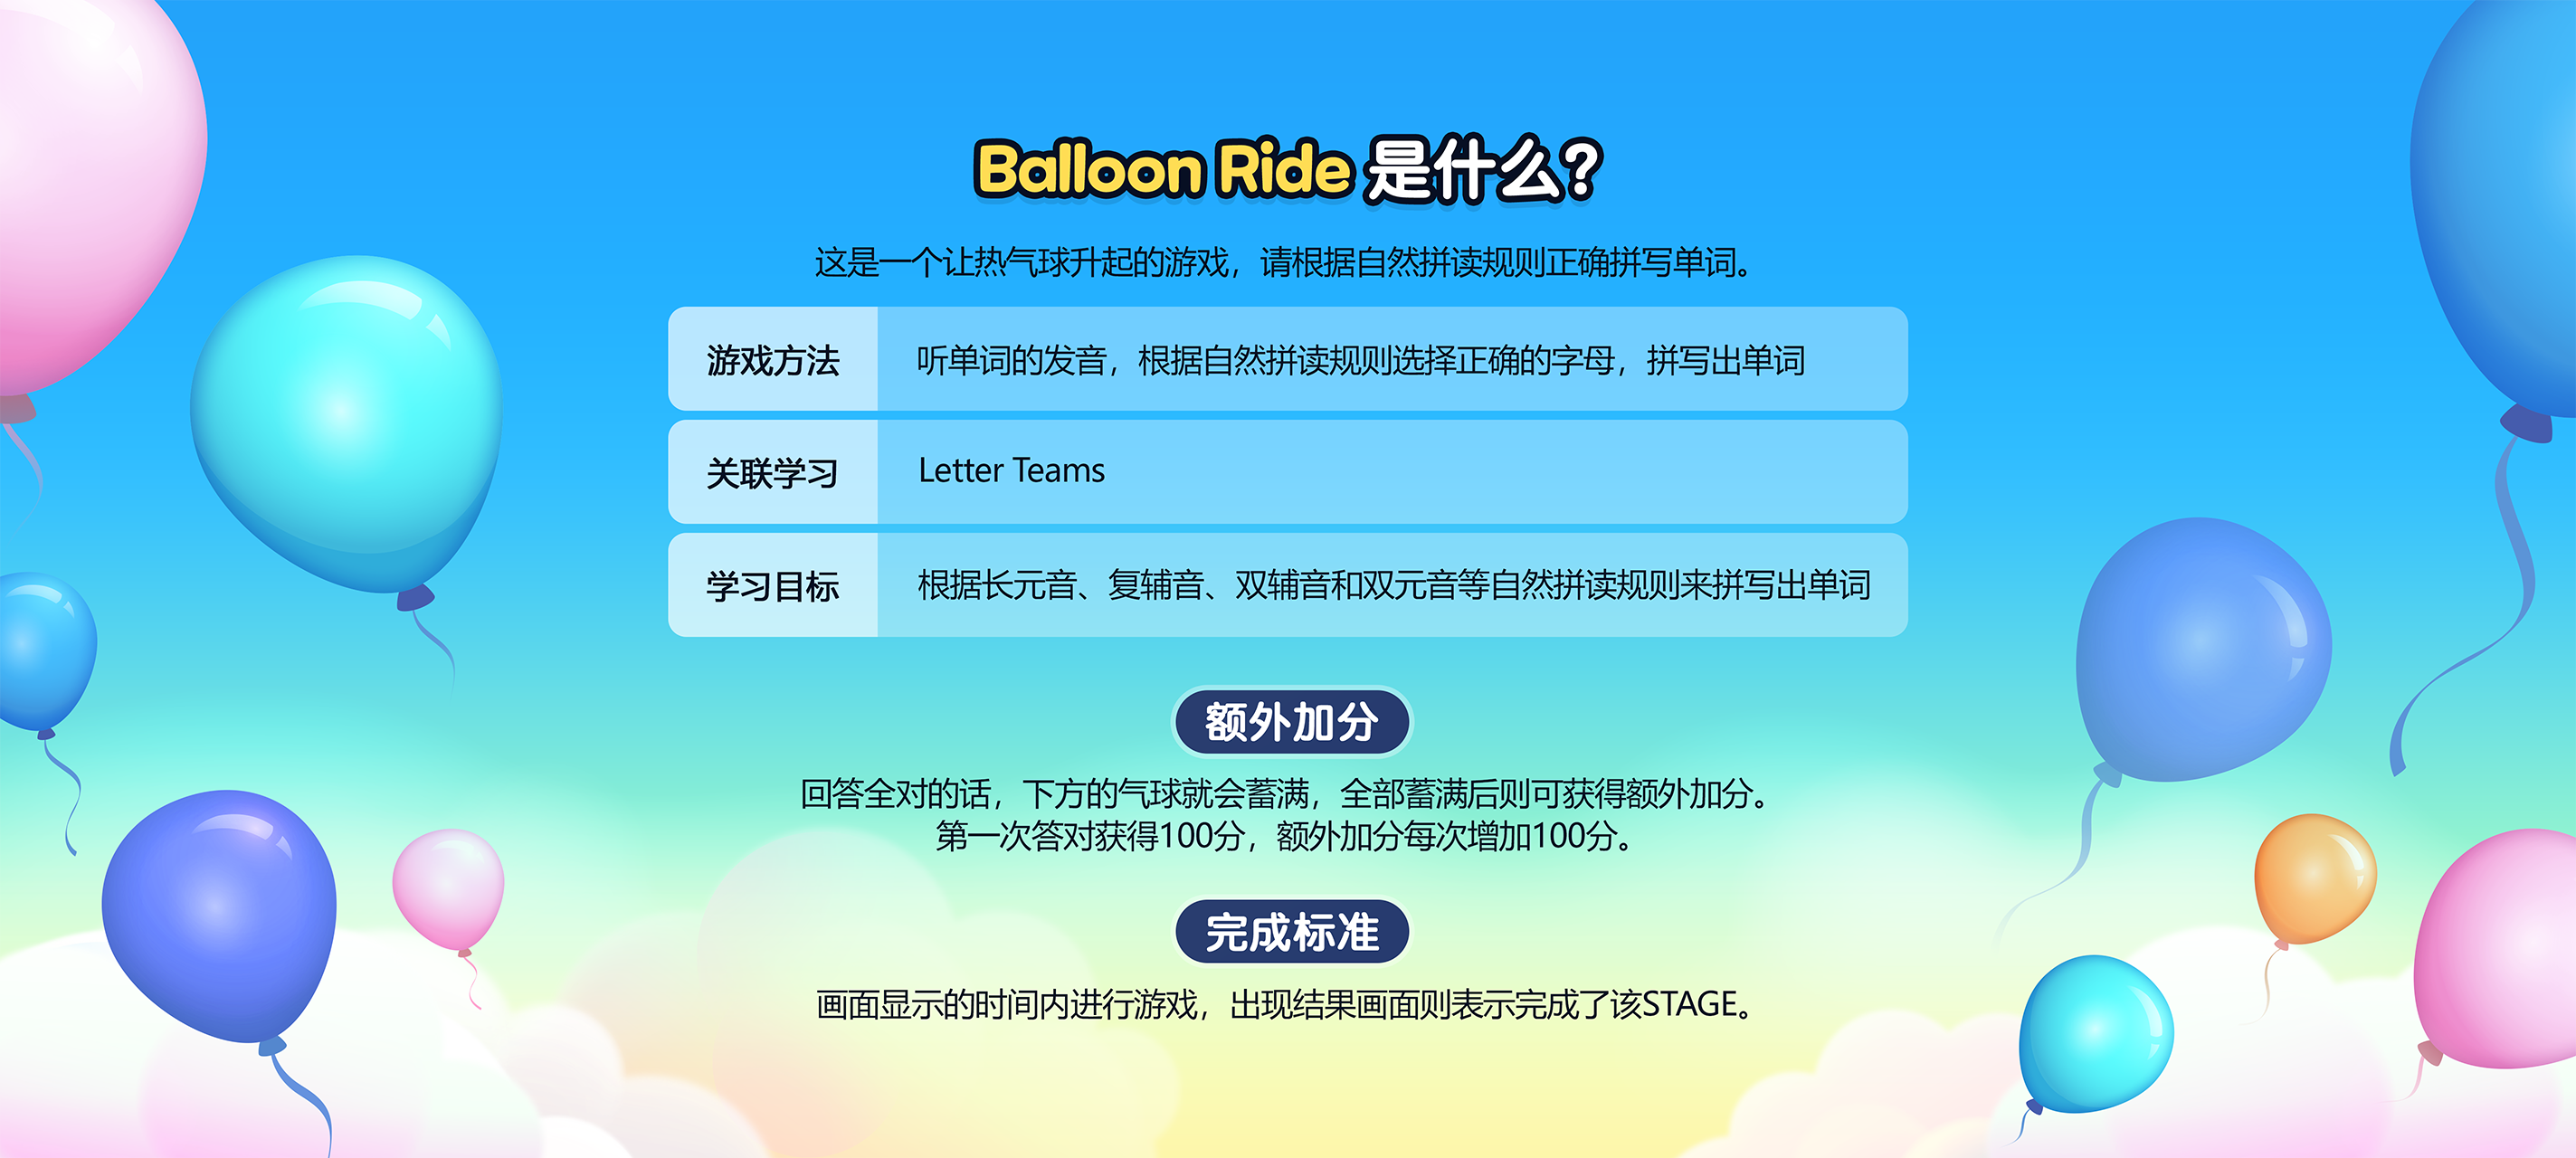 Balloon Ride 是什么?
这是一个让热气球升起的游戏，请根据自然拼读规则正确拼写单词。
游戏方法 听单词的发音，根据自然拼读规则选择正确的字母，拼写出单词
关联学习 Letter Teams
学习目标 根据长元音、复辅音、双辅音和双元音等自然拼读规则来拼写出单词
额外加分
回答全对的话，下方的气球就会蓄满，全部蓄满后则可获得额外加分。
第一次答对获得100分，额外加分每次增加100分。
完成标准
画面显示的时间内进行游戏，出现结果画面则表示完成了该STAGE。